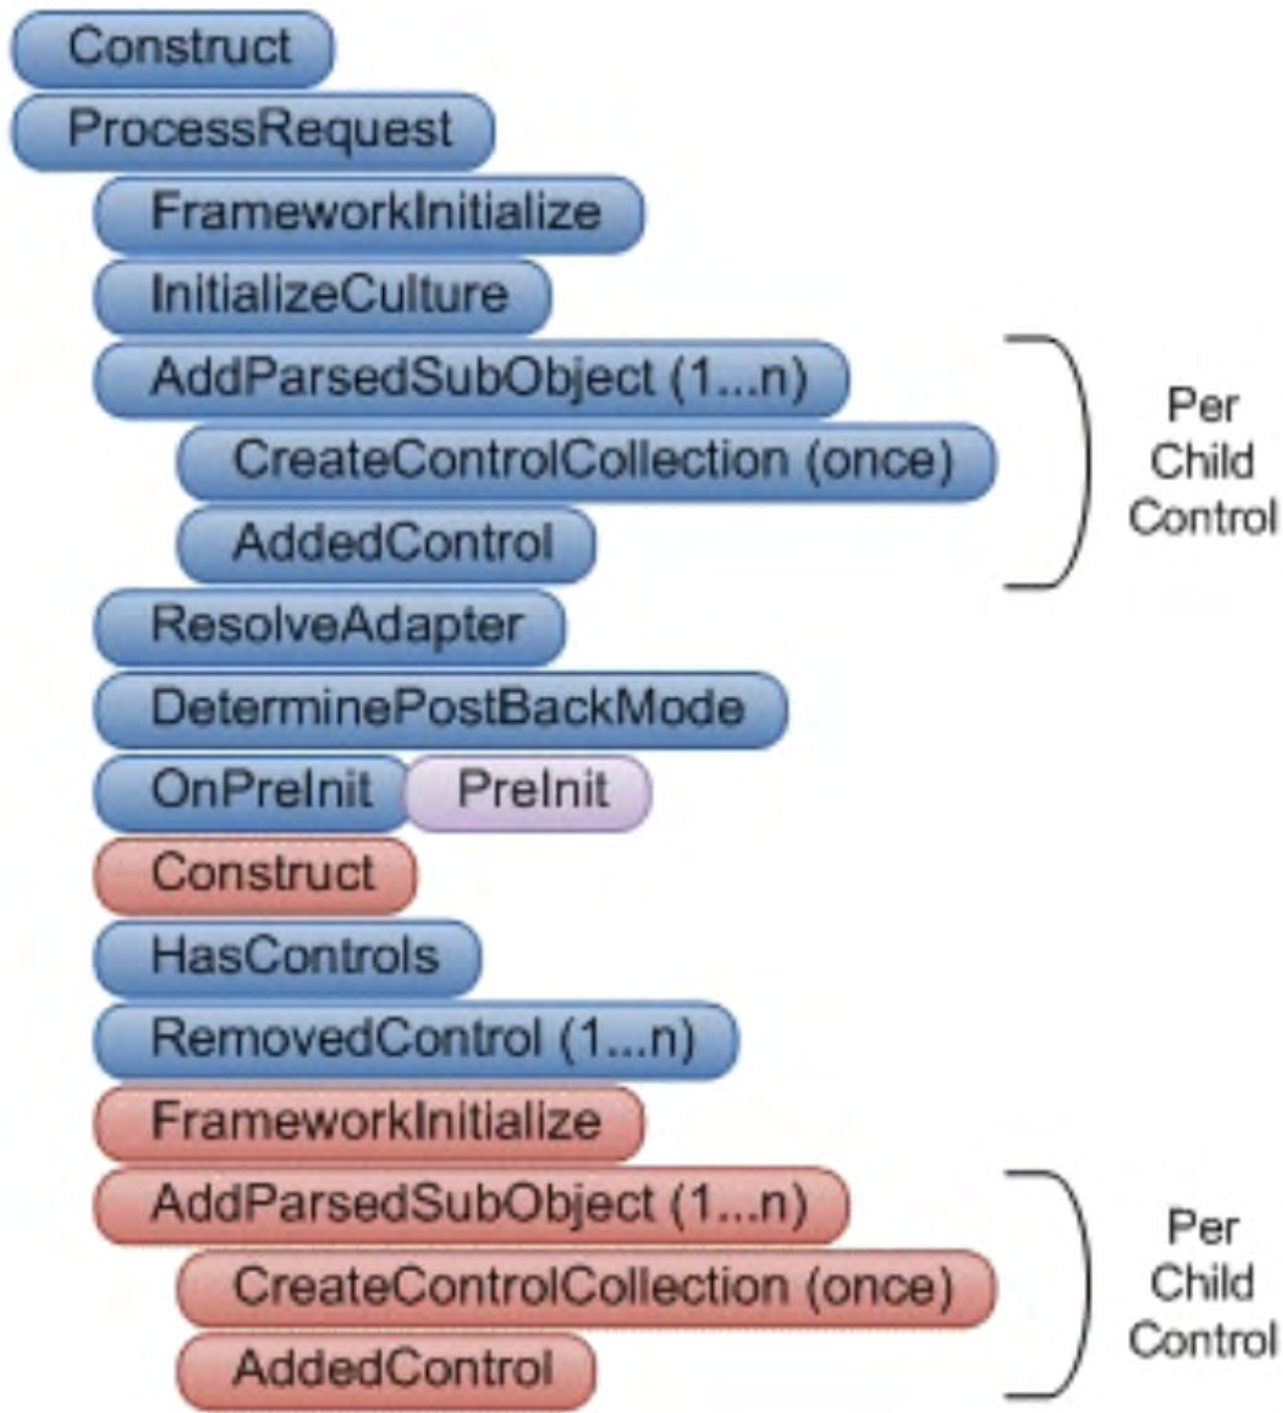 Construct
ProcessRequest
FrameworkInitialize
InitializeCulture
AddParsedSubObject (1...n)
CreateControlCollection (once)
AddedControl
Per
Child
Control
ResolveAdapter
DeterminePostBackMode
OnPreInit PreInit
Construct
HasControls
RemovedControl (1...n)
FrameworkInitialize
AddParsedSubObject (1...n)
CreateControlCollection (once)
AddedControl
Per
Child
Control